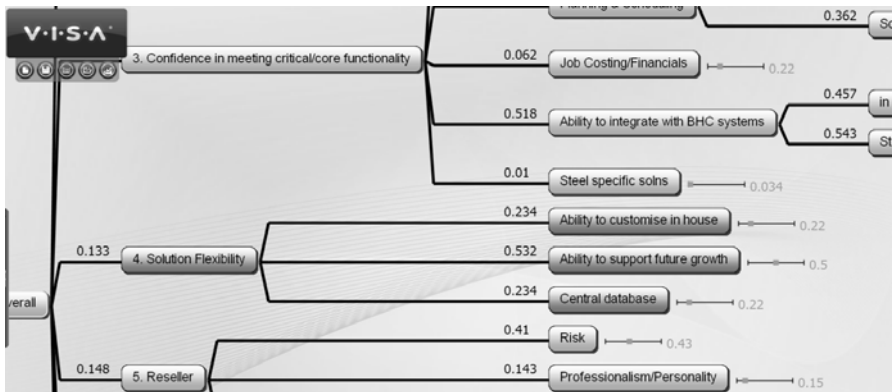 Planning & Scheduling
0.362
V·I·S·A
3. Confidence in meeting critical/core functionality
0.062
Job Costing/Financials
0.22
0.518
Ability to integrate with BHC systems
0.457
in
0.543
0.01
Steel specific solns
0.034
0.234
Ability to customise in house
0.22
0.133
4. Solution Flexibility
0.532
Ability to support future growth
0.5
0.234
Central database
0.22
0.41
Risk
0.43
0.148
5. Reseller
0.143
Professionalism/Personality
0.15